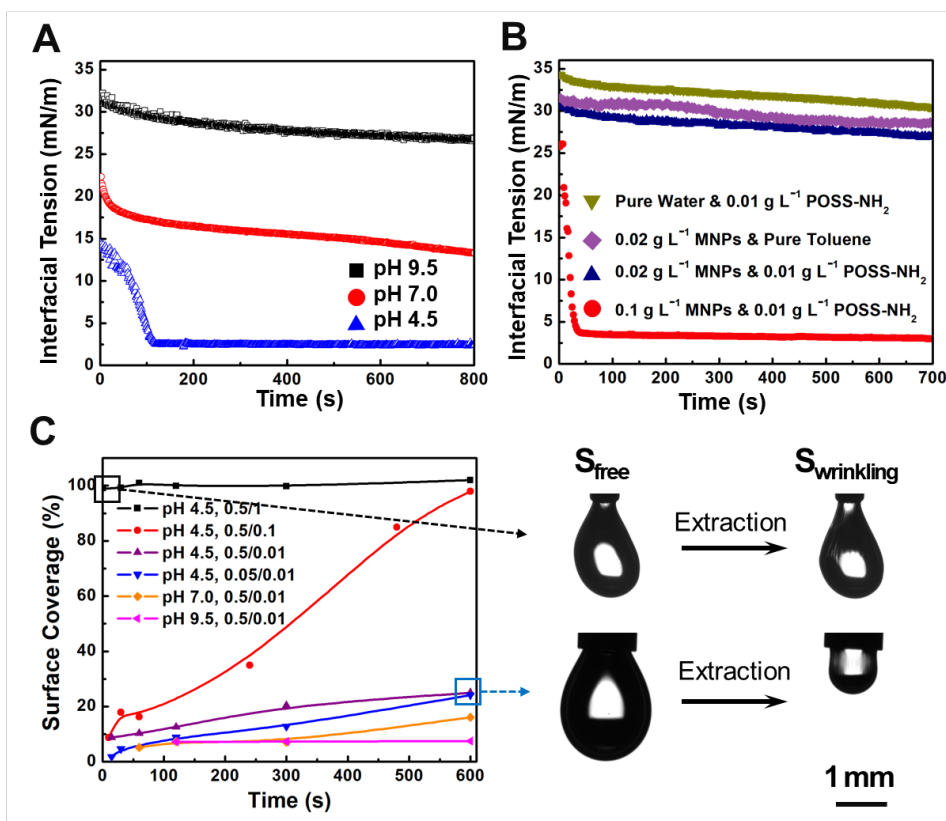 A
Interfacial Tension (mN/m)
35
30
25
20
15
10
5
0
0 200 400 600 800
Time (s)
pH 9.5
pH 7.0
pH 4.5
B
Interfacial Tension (mN/m)
35
30
25
20
15
10
5
0
0 100 200 300 400 500 600 700
Time (s)
Pure Water & 0.01 g L⁻¹ POSS-NH₂
0.02 g L⁻¹ MNPs & Pure Toluene
0.02 g L⁻¹ MNPs & 0.01 g L⁻¹ POSS-NH₂
0.1 g L⁻¹ MNPs & 0.01 g L⁻¹ POSS-NH₂
C
Surface Coverage (%)
100
80
60
40
20
0
0 100 200 300 400 500 600
Time (s)
pH 4.5, 0.5/1
pH 4.5, 0.5/0.1
pH 4.5, 0.5/0.01
pH 4.5, 0.05/0.01
pH 7.0, 0.5/0.01
pH 9.5, 0.5/0.01
S_free
S_wrinkling
Extraction
Extraction
1 mm